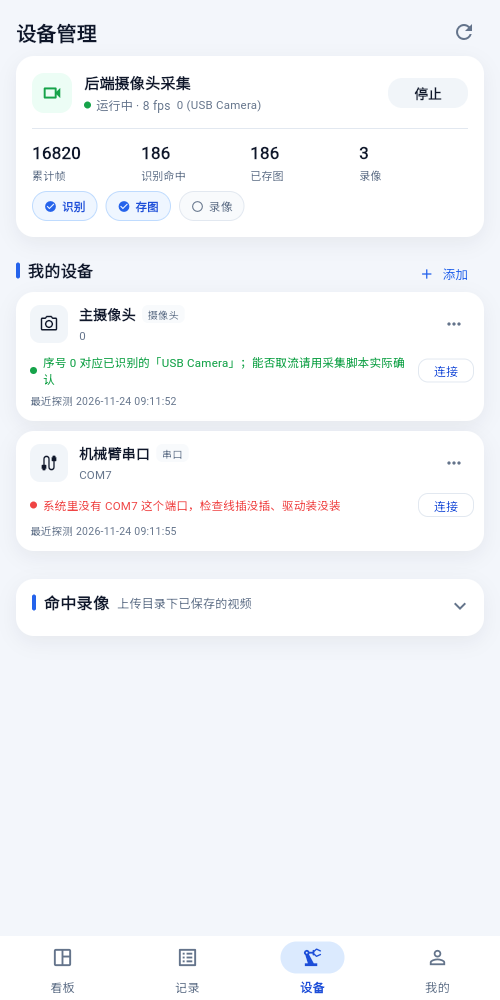 设备管理
后端摄像头采集
运行中 · 8 fps 0 (USB Camera)
停止
16820 186 186 3
累计帧 识别命中 已存图 录像
识别 存图 录像
我的设备
添加
主摄像头 摄像头
0
序号 0 对应已识别的「USB Camera」；能否取流请用采集脚本实际确
认
连接
最近探测 2026-11-24 09:11:52
机械臂串口 串口
COM7
系统里没有 COM7 这个端口，检查线插没插、驱动装没装
连接
最近探测 2026-11-24 09:11:55
命中录像 上传目录下已保存的视频
看板 记录 设备 我的